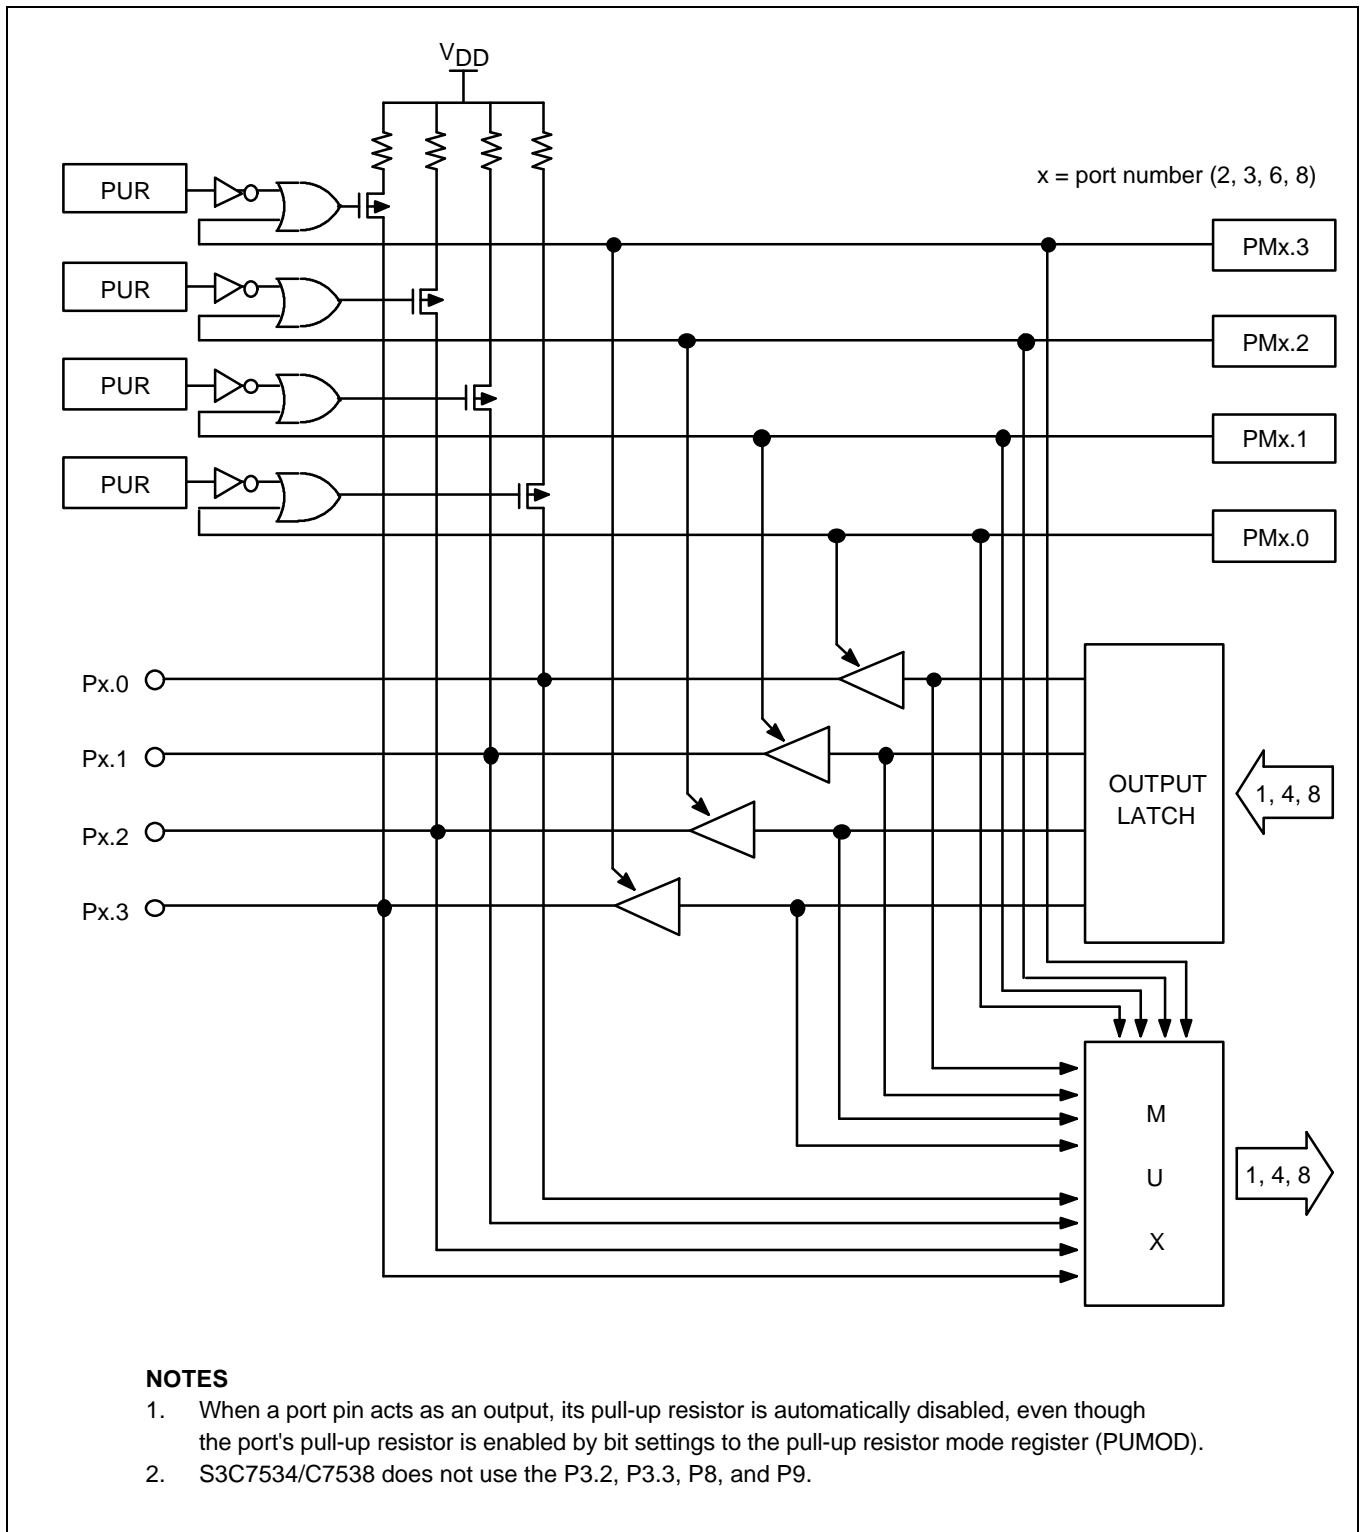 VDD
x = port number (2, 3, 6, 8)
PUR
PMx.3
PUR
PMx.2
PUR
PMx.1
PUR
PMx.0
Px.0
Px.1
Px.2
Px.3
OUTPUT
LATCH
1, 4, 8
M
U
X
1, 4, 8
NOTES
1. When a port pin acts as an output, its pull-up resistor is automatically disabled, even though
the port's pull-up resistor is enabled by bit settings to the pull-up resistor mode register (PUMOD).
2. S3C7534/C7538 does not use the P3.2, P3.3, P8, and P9.